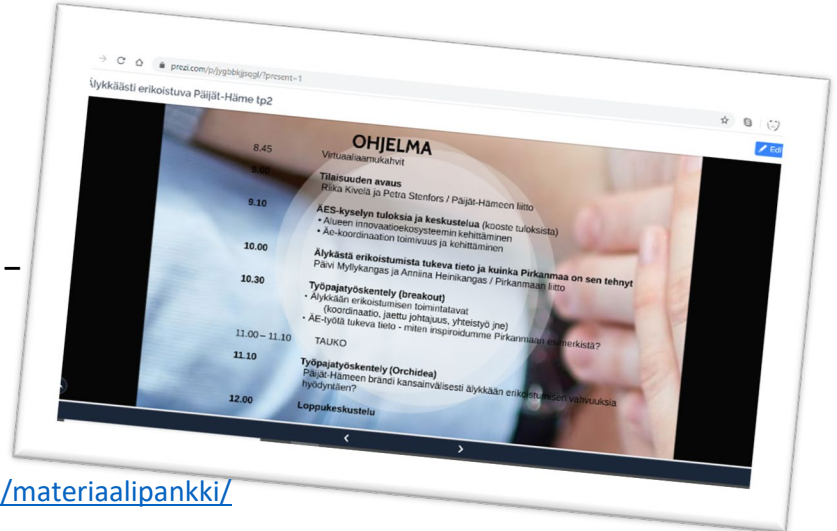 prezi.com/p/jygbbkjjsqgl/?present=1
Älykkäästi erikoistuva Päijät-Häme tp2
Edi
OHJELMA
8.45 Virtuaaliaamukahvit
9.00 Tilaisuuden avaus
Riika Kivelä ja Petra Stenfors / Päijät-Hämeen liitto
9.10 ÄES-kyselyn tuloksia ja keskustelua (kooste tuloksista)
• Alueen innovaatioekosysteemin kehittäminen
• Äe-koordinaation toimivuus ja kehittäminen
10.00 Älykästä erikoistumista tukeva tieto ja kuinka Pirkanmaa on sen tehnyt
Päivi Myllykangas ja Anniina Heinikangas / Pirkanmaan liitto
10.30 Työpajatyöskentely (breakout)
- Älykkään erikoistumisen toimintatavat
(koordinaatio, jaettu johtajuus, yhteistyö jne)
- ÄE-työtä tukeva tieto - miten inspiroidumme Pirkanmaan esimerkistä?
11.00 – 11.10 TAUKO
11.10 Työpajatyöskentely (Orchidea)
Päijät-Hämeen brändi kansainvälisesti älykkään erikoistumisen vahvuuksia
hyödyntäen?
12.00 Loppukeskustelu
–
/materiaalipankki/